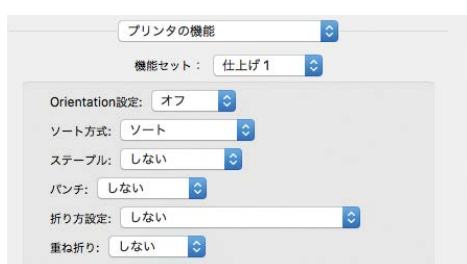 プリンタの機能
機能セット： 仕上げ 1
Orientation設定: オフ
ソート方式: ソート
ステープル: しない
パンチ: しない
折り方設定: しない
重ね折り: しない